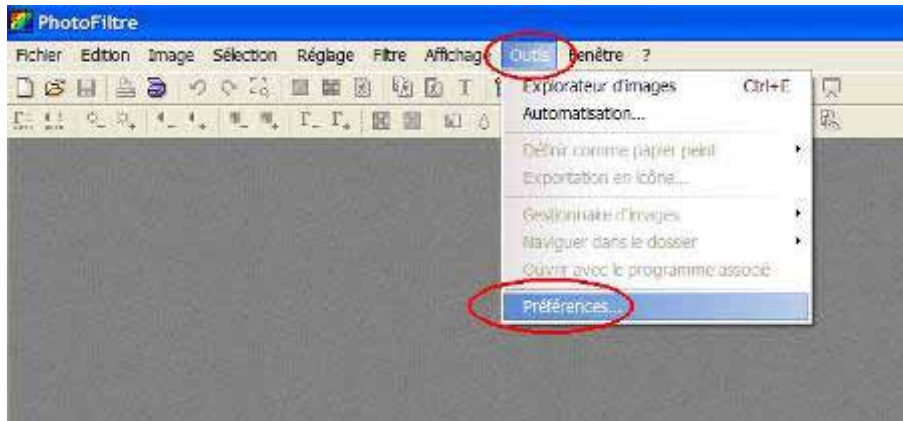 PhotoFiltre
Fichier Edition Image Sélection Réglage Filtre Affichage Outils Fenêtre ?
T
Explorateur d'images Ctrl+E
Automatisation...
Définir comme papier peint
Exportation en icône...
Gestionnaire d'images
Naviguer dans le dossier
Ouvrir avec le programme associé
Préférences...